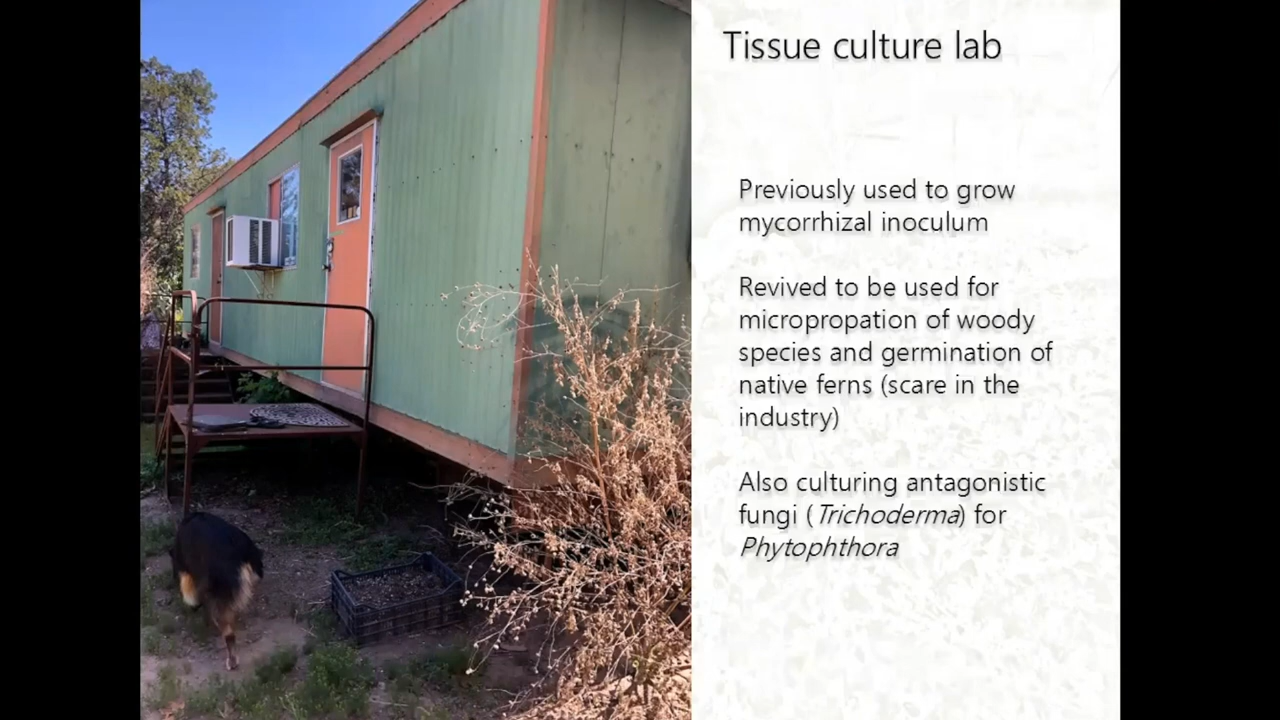 Tissue culture lab
Previously used to grow
mycorrhizal inoculum
Revived to be used for
micropropation of woody
species and germination of
native ferns (scare in the
industry)
Also culturing antagonistic
fungi (Trichoderma) for
Phytophthora